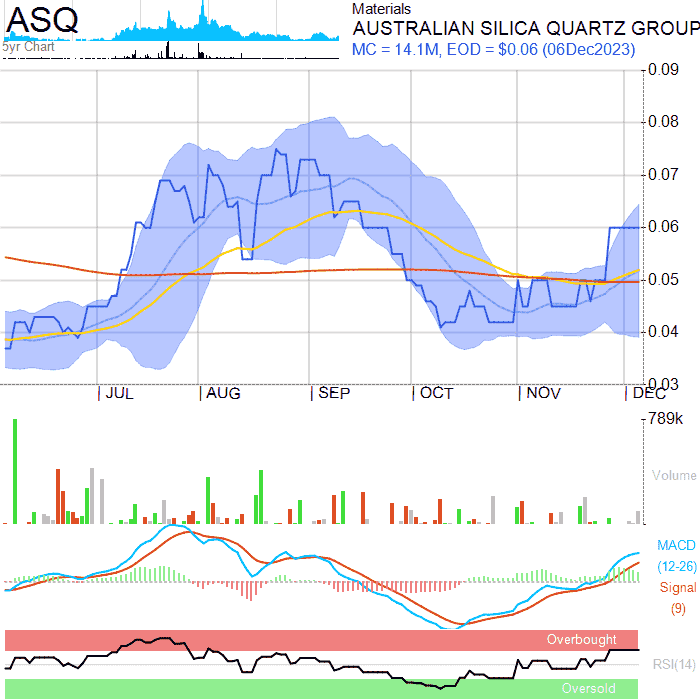 ASQ
5yr Chart
Materials
AUSTRALIAN SILICA QUARTZ GROUP
MC = 14.1M, EOD = $0.06 (06Dec2023)
0.09
0.08
0.07
0.06
0.05
0.04
0.03
JUL
AUG
SEP
OCT
NOV
DEC
789k
Volume
MACD
(12-26)
Signal
(9)
Overbought
RSI(14)
Oversold